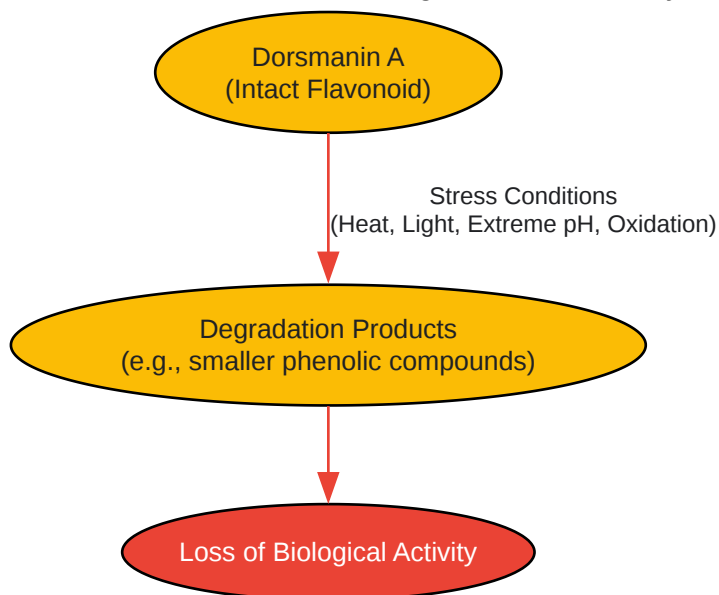 Dorsmanin A
(Intact Flavonoid)
Stress Conditions
(Heat, Light, Extreme pH, Oxidation)
Degradation Products
(e.g., smaller phenolic compounds)
Loss of Biological Activity